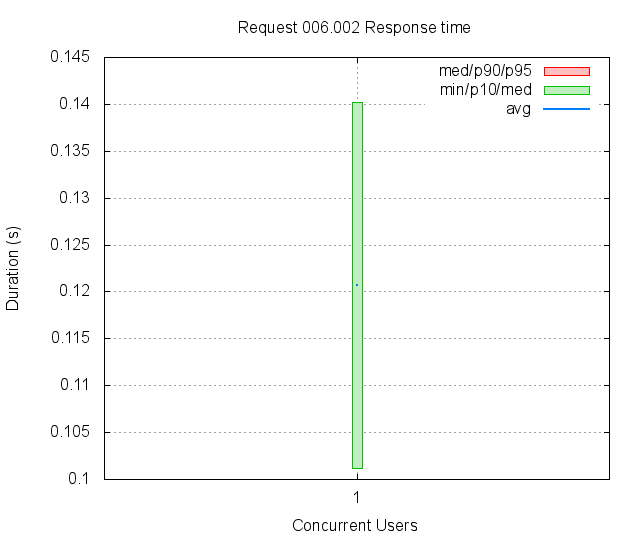 Request 006.002 Response time
med/p90/p95
min/p10/med
avg
0.145
0.14
0.135
0.13
0.125
0.12
0.115
0.11
0.105
0.1
Duration (s)
1
Concurrent Users